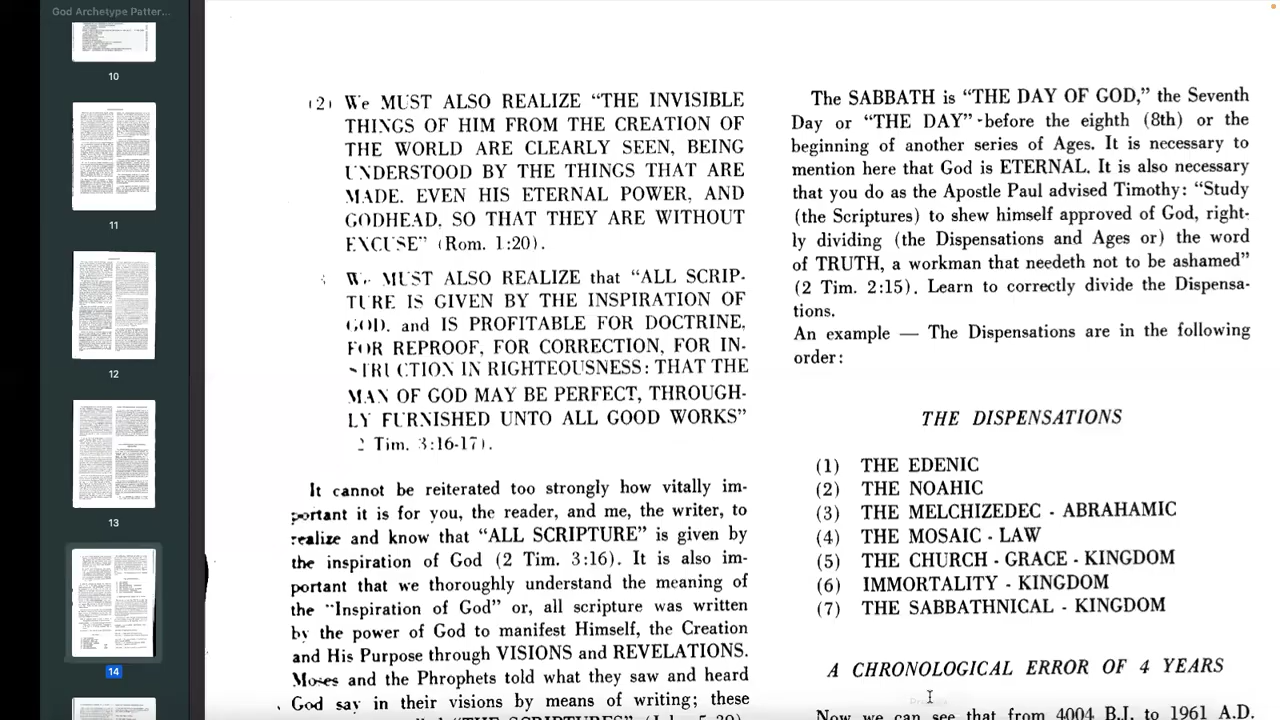 God Archetype Patter...
10
11
12
13
14
(2) We MUST ALSO REALIZE “THE INVISIBLE
THINGS OF HIM FROM THE CREATION OF
THE WORLD ARE CLEARLY SEEN, BEING
UNDERSTOOD BY THE THINGS THAT ARE
MADE. EVEN HIS ETERNAL POWER, AND
GODHEAD. SO THAT THEY ARE WITHOUT
EXCUSE” (Rom. 1:20).
WE MUST ALSO REALIZE that “ALL SCRIP-
TURE IS GIVEN BY THE INSPIRATION OF
GOD. and IS PROFITABLE FOR DOCTRINE,
FOR REPROOF, FOR CORRECTION, FOR IN-
STRUCTION IN RIGHTEOUSNESS: THAT THE
MAN OF GOD MAY BE PERFECT, THROUGH-
LY FURNISHED UNTO ALL GOOD WORKS”
2 Tim. 3:16-17).
It cannot be reiterated too strongly how vitally im-
portant it is for you, the reader, and me, the writer, to
realize and know that “ALL SCRIPTURE” is given by
the inspiration of God (2 Tim. 3:16). It is also im-
portant that we thoroughly understand the meaning of
the “Inspiration of God” or, all scripture was written
by the power of God to manifest Himself, the Creation
and His Purpose through VISIONS and REVELATIONS.
Moses and the Phrophets told what they saw and heard
God say in their visions by means of writing; these
The SABBATH is “THE DAY OF GOD,” the Seventh
Day or “THE DAY” -before the eighth (8th) or the
beginning of another series of Ages. It is necessary to
mention here that God is ETERNAL. It is also necessary
that you do as the Apostle Paul advised Timothy: “Study
(the Scriptures) to shew himself approved of God, right-
ly dividing (the Dispensations and Ages or) the word
of TRUTH, a workman that needeth not to be ashamed”
(2 Tim. 2:15). Learn to correctly divide the Dispensa-
tions.
An example — The Dispensations are in the following
order:
THE DISPENSATIONS
(1) THE EDENIC
(2) THE NOAHIC
(3) THE MELCHIZEDEC - ABRAHAMIC
(4) THE MOSAIC - LAW
(5) THE CHURCH - GRACE - KINGDOM
(6) IMMORTALITY - KINGDOM
(7) THE SABBATHNICAL - KINGDOM
A CHRONOLOGICAL ERROR OF 4 YEARS
Now we can see that from 4004 B.I. to 1961 A.D.